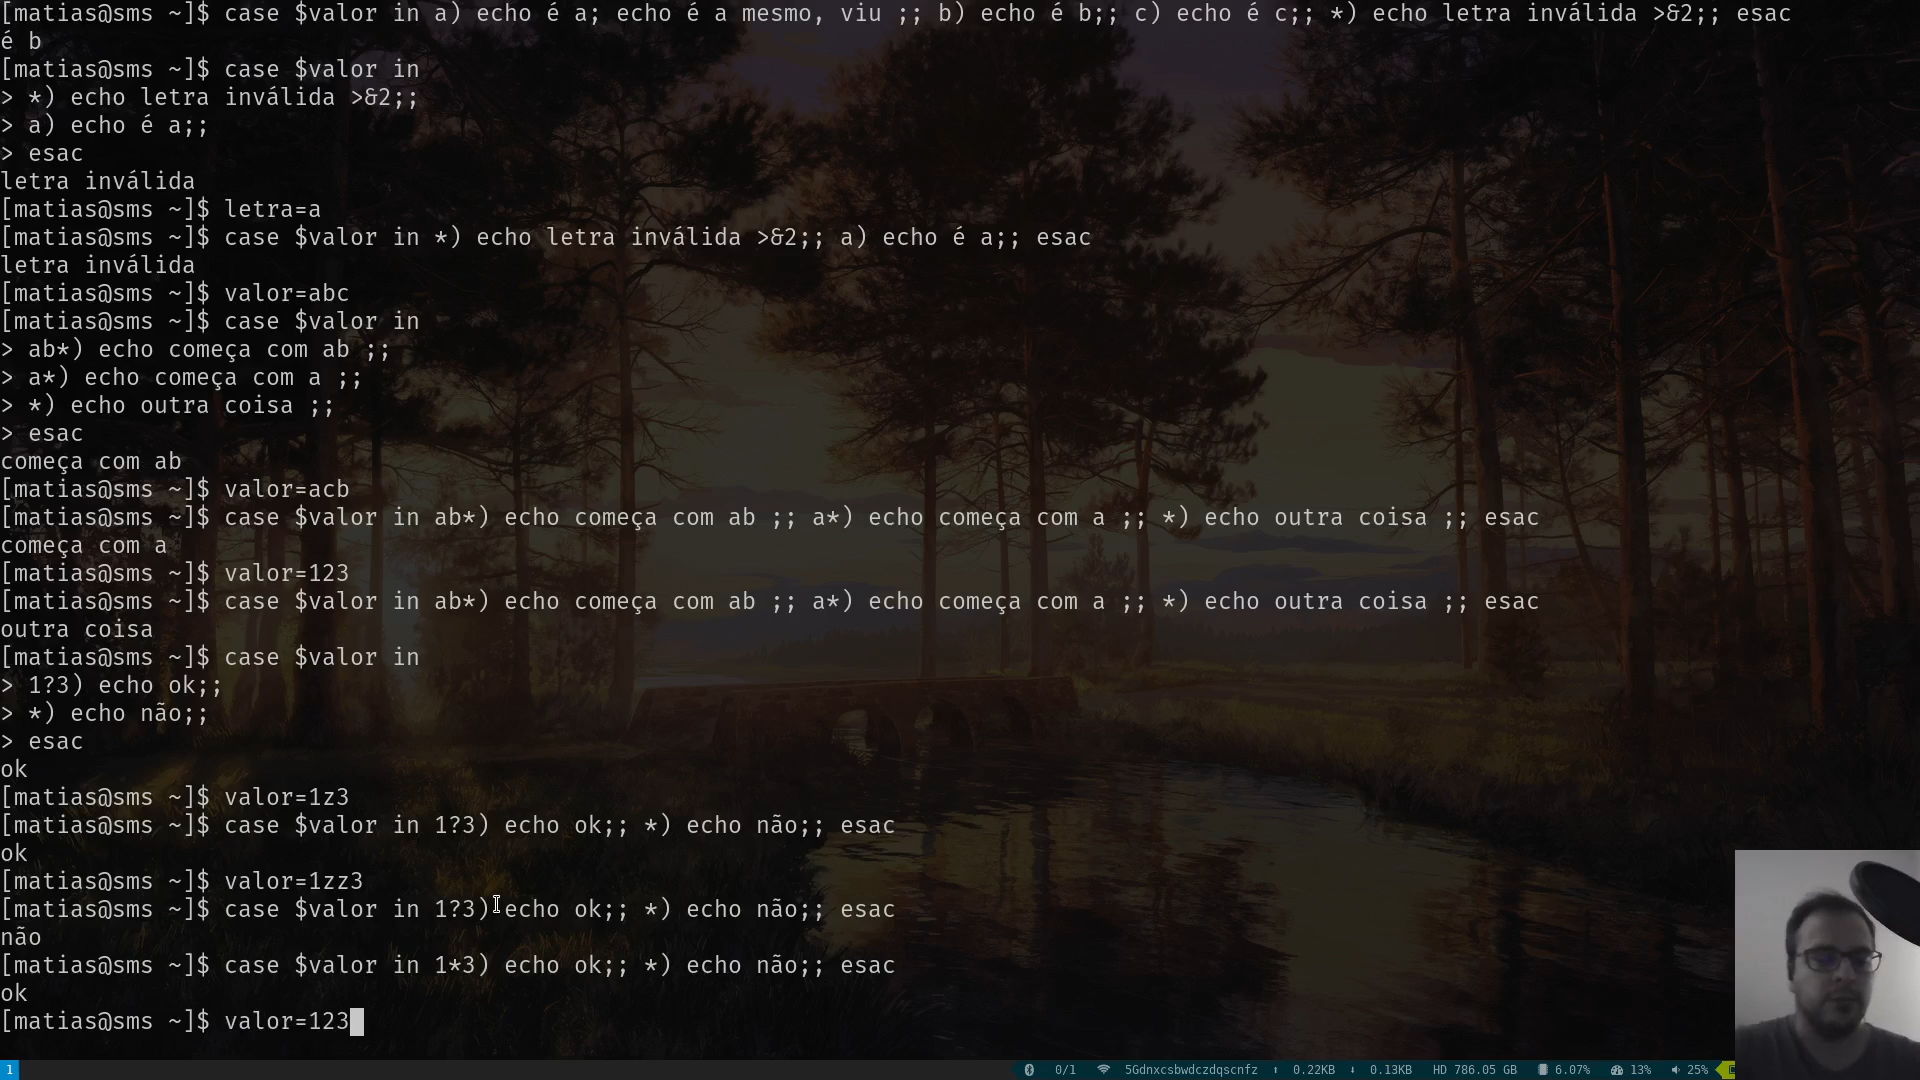 [matias@sms ~]$ case $valor in a) echo é a; echo é a mesmo, viu ;; b) echo é b;; c) echo é c;; *) echo letra inválida >&2;; esac
é b
[matias@sms ~]$ case $valor in
> *) echo letra inválida >&2;;
> a) echo é a;;
> esac
letra inválida
[matias@sms ~]$ letra=a
[matias@sms ~]$ case $valor in *) echo letra inválida >&2;; a) echo é a;; esac
letra inválida
[matias@sms ~]$ valor=abc
[matias@sms ~]$ case $valor in
> ab*) echo começa com ab ;;
> a*) echo começa com a ;;
> *) echo outra coisa ;;
> esac
começa com ab
[matias@sms ~]$ valor=acb
[matias@sms ~]$ case $valor in ab*) echo começa com ab ;; a*) echo começa com a ;; *) echo outra coisa ;; esac
começa com a
[matias@sms ~]$ valor=123
[matias@sms ~]$ case $valor in ab*) echo começa com ab ;; a*) echo começa com a ;; *) echo outra coisa ;; esac
outra coisa
[matias@sms ~]$ case $valor in
> 1?3) echo ok;;
> *) echo não;;
> esac
ok
[matias@sms ~]$ valor=1z3
[matias@sms ~]$ case $valor in 1?3) echo ok;; *) echo não;; esac
ok
[matias@sms ~]$ valor=1zz3
[matias@sms ~]$ case $valor in 1?3) echo ok;; *) echo não;; esac
não
[matias@sms ~]$ case $valor in 1*3) echo ok;; *) echo não;; esac
ok
[matias@sms ~]$ valor=123
1 0/1 5Gdnxcsbwdczdqscnfz ↑ 0.22KB ↓ 0.13KB HD 786.05 GB 6.07% 13% 25%